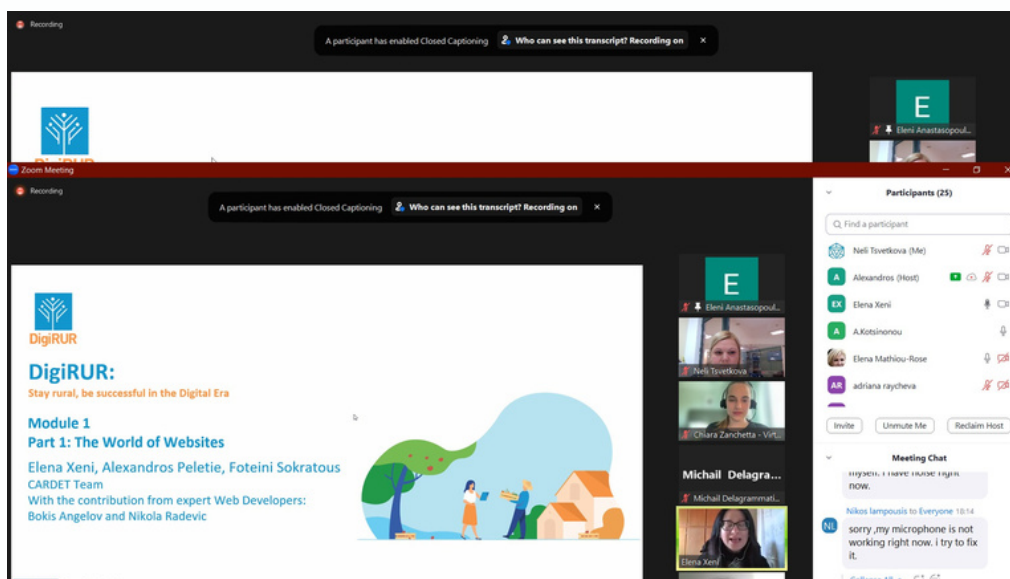 Recording
A participant has enabled Closed Captioning Who can see this transcript? Recording on
E
Eleni Anastasopoul...
Zoom Meeting
Recording
A participant has enabled Closed Captioning Who can see this transcript? Recording on
DigiRUR
DigiRUR:
Stay rural, be successful in the Digital Era
Module 1
Part 1: The World of Websites
Elena Xeni, Alexandros Peletie, Foteini Sokratous
CARDET Team
With the contribution from expert Web Developers:
Bokis Angelov and Nikola Radevic
E
Eleni Anastasopoul...
Neli Tsvetkova
Chiara Zanchetta - Virt...
Michail Delagra...
Michail Delagrammati...
Elena Xeni
Participants (25)
Find a participant
Neli Tsvetkova (Me)
A Alexandros (Host)
EX Elena Xeni
A A.Kotsinonou
Elena Mathiou-Rose
AR adriana raycheva
Invite Unmute Me Reclaim Host
Meeting Chat
myself. I have noise right
now.
Nikos lampousis to Everyone 18:14
NL
sorry ,my microphone is not
working right now. i try to fix
it.